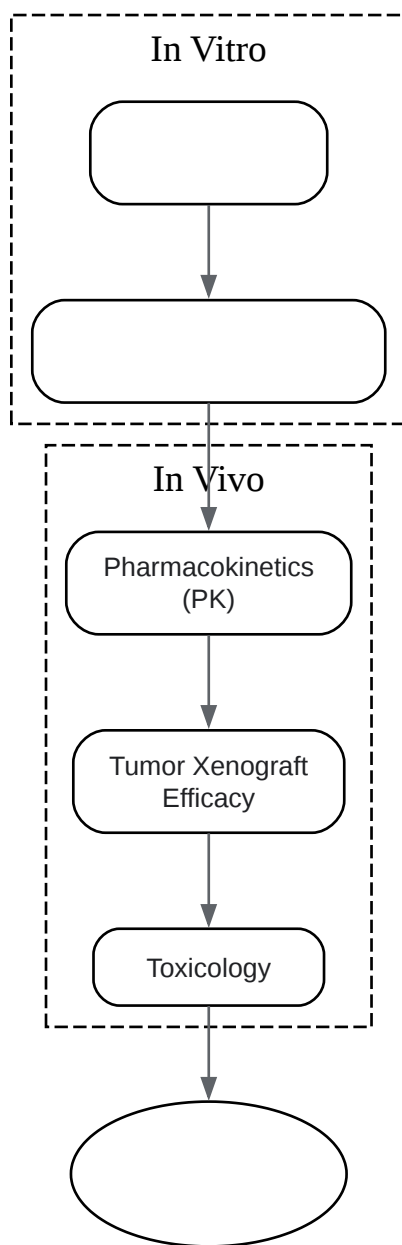 In Vitro
In Vivo
Pharmacokinetics
(PK)
Tumor Xenograft
Efficacy
Toxicology